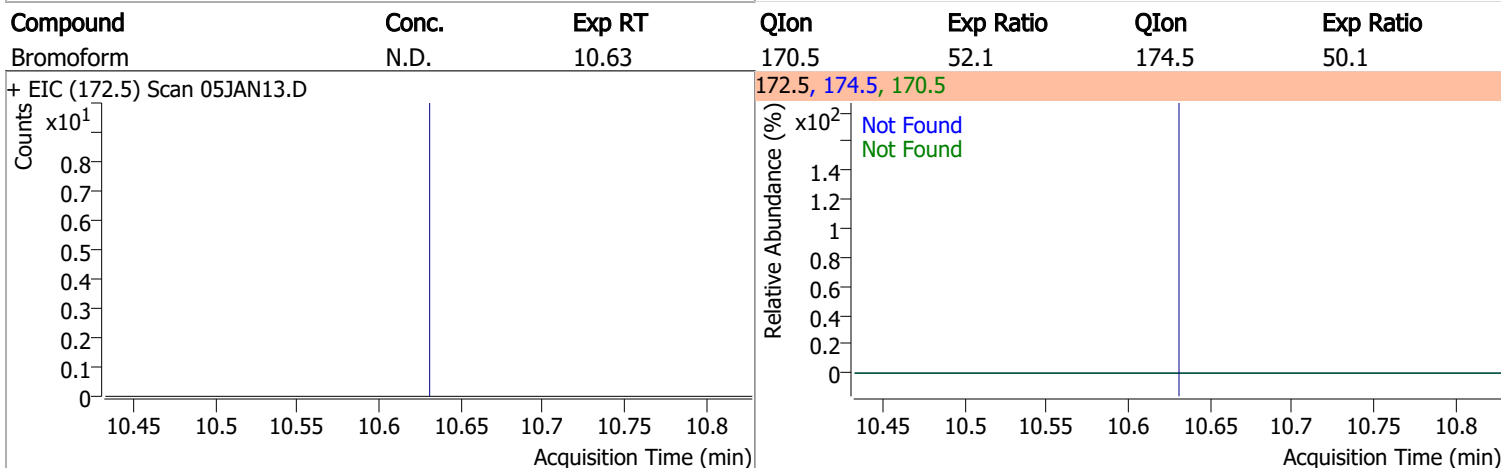 Compound Conc. Exp RT QIon Exp Ratio QIon Exp Ratio
Bromoform N.D. 10.63 170.5 52.1 174.5 50.1
+ EIC (172.5) Scan 05JAN13.D
Counts
x10¹
0.8
0.7
0.6
0.5
0.4
0.3
0.2
0.1
0
10.45 10.5 10.55 10.6 10.65 10.7 10.75 10.8
Acquisition Time (min)
172.5, 174.5, 170.5
Relative Abundance (%)
x10²
Not Found
Not Found
1.4
1.2
1
0.8
0.6
0.4
0.2
0
10.45 10.5 10.55 10.6 10.65 10.7 10.75 10.8
Acquisition Time (min)